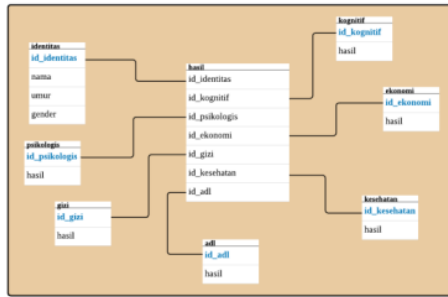 identitas
id_identitas
nama
umur
gender
psikologis
id_psikologis
hasil
gizi
id_gizi
hasil
hasil
id_identitas
id_kognitif
id_psikologis
id_ekonomi
id_gizi
id_kesehatan
id_adl
adl
id_adl
hasil
kognitif
id_kognitif
hasil
ekonomi
id_ekonomi
hasil
kesehatan
id_kesehatan
hasil